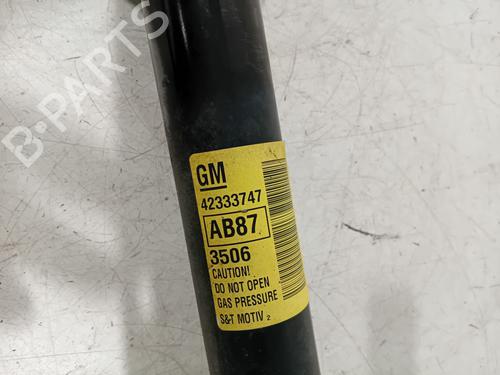 B-PARTS
GM
42333747
AB87
3506
CAUTION!
DO NOT OPEN
GAS PRESSURE
S&T MOTIV 2